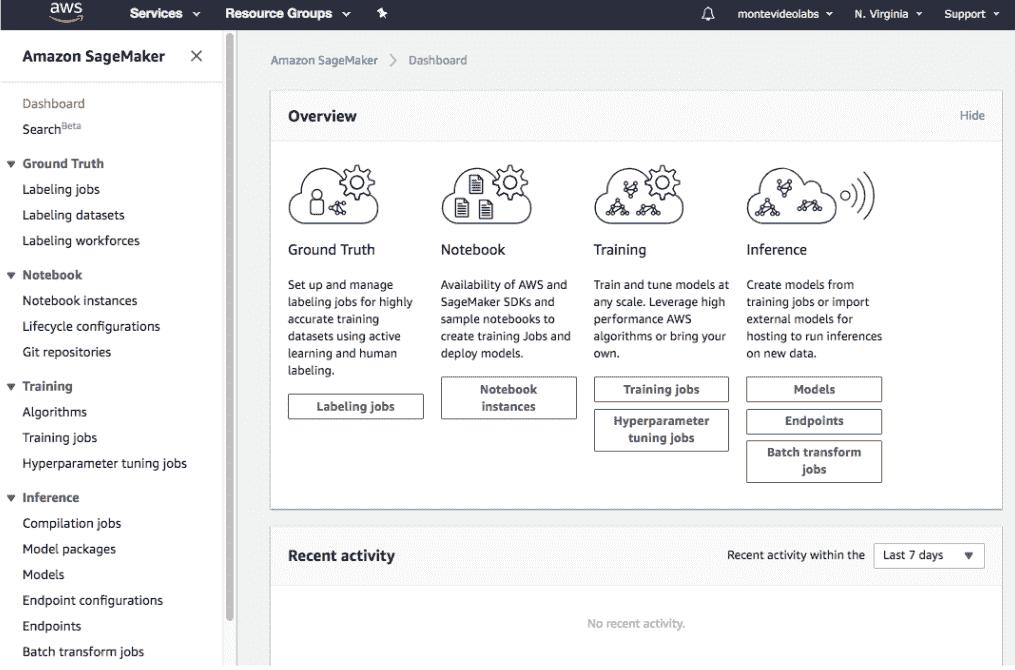 aws
Services
Resource Groups
montevideolabs
N. Virginia
Support
Amazon SageMaker
Dashboard
SearchBeta
Ground Truth
Labeling jobs
Labeling datasets
Labeling workforces
Notebook
Notebook instances
Lifecycle configurations
Git repositories
Training
Algorithms
Training jobs
Hyperparameter tuning jobs
Inference
Compilation jobs
Model packages
Models
Endpoint configurations
Endpoints
Batch transform jobs
Amazon SageMaker
Dashboard
Overview
Hide
Ground Truth
Set up and manage
labeling jobs for highly
accurate training
datasets using active
learning and human
labeling.
Labeling jobs
Notebook
Availability of AWS and
SageMaker SDKs and
sample notebooks to
create training Jobs and
deploy models.
Notebook
instances
Training
Train and tune models at
any scale. Leverage high
performance AWS
algorithms or bring your
own.
Training jobs
Hyperparameter
tuning jobs
Inference
Create models from
training jobs or import
external models for
hosting to run inferences
on new data.
Models
Endpoints
Batch transform
jobs
Recent activity
Recent activity within the
Last 7 days
No recent activity.